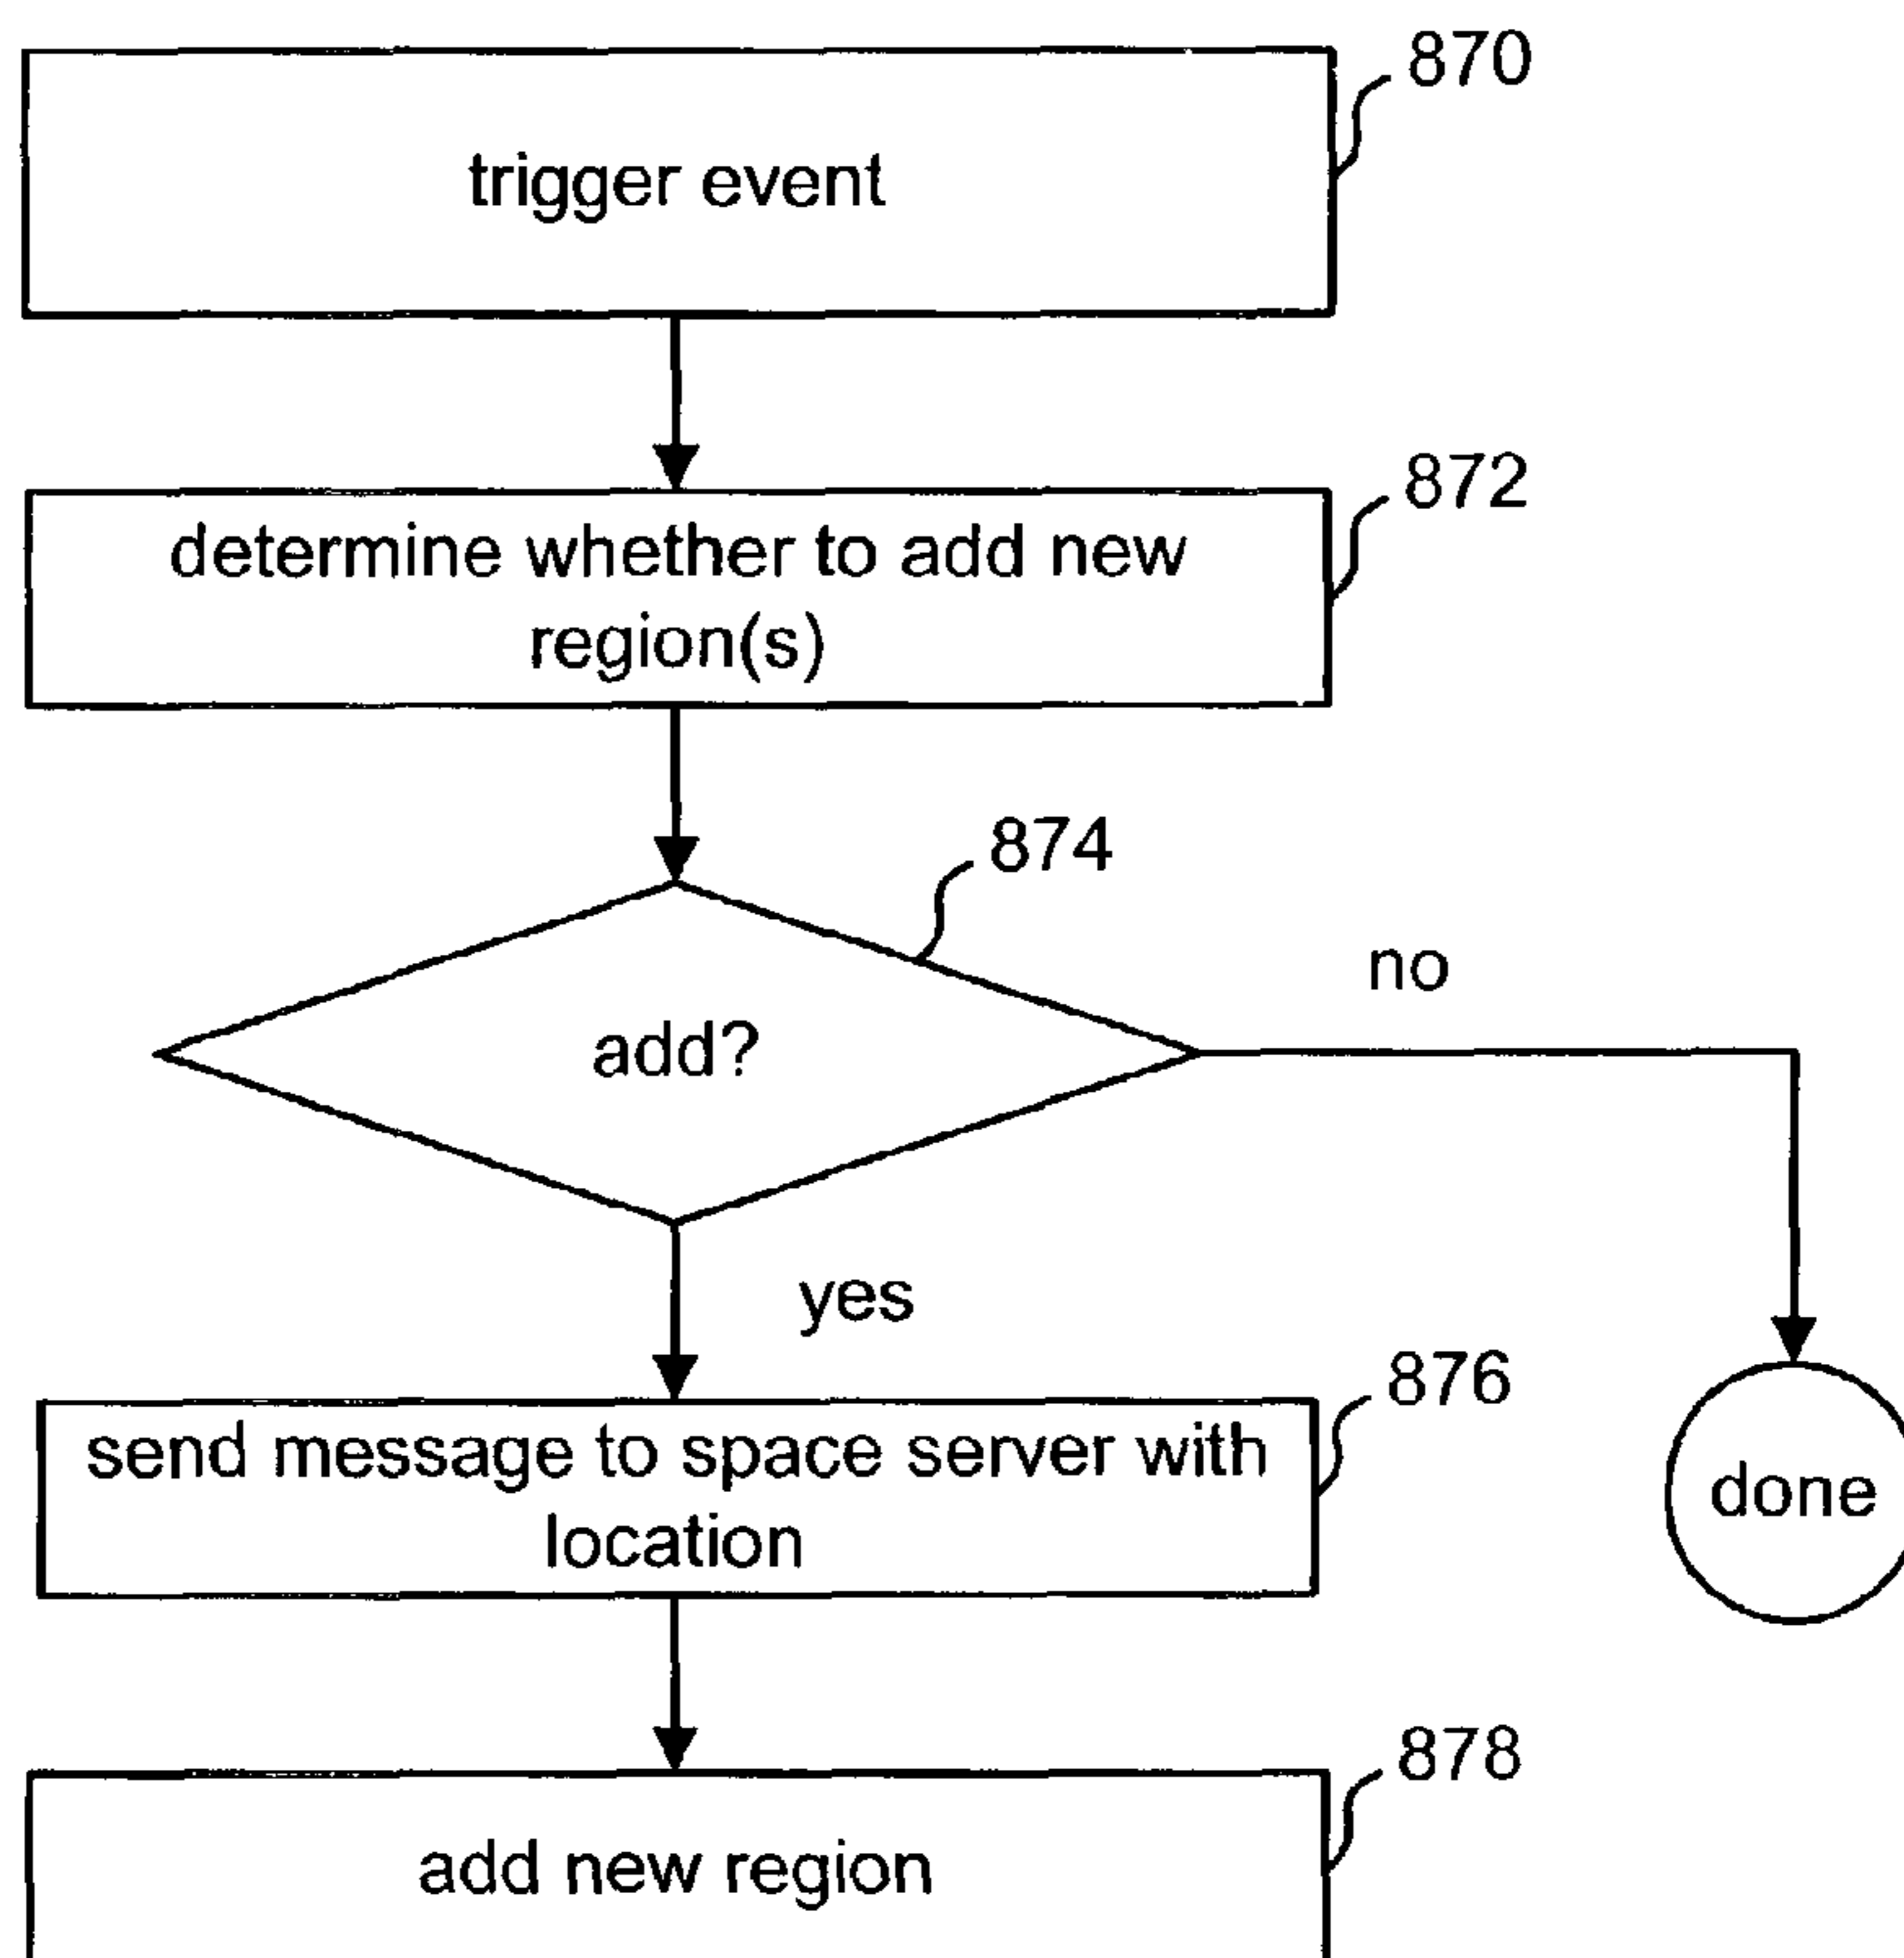 870
trigger event
872
determine whether to add new
region(s)
874
no
add?
yes
876
send message to space server with
location
done
878
add new region